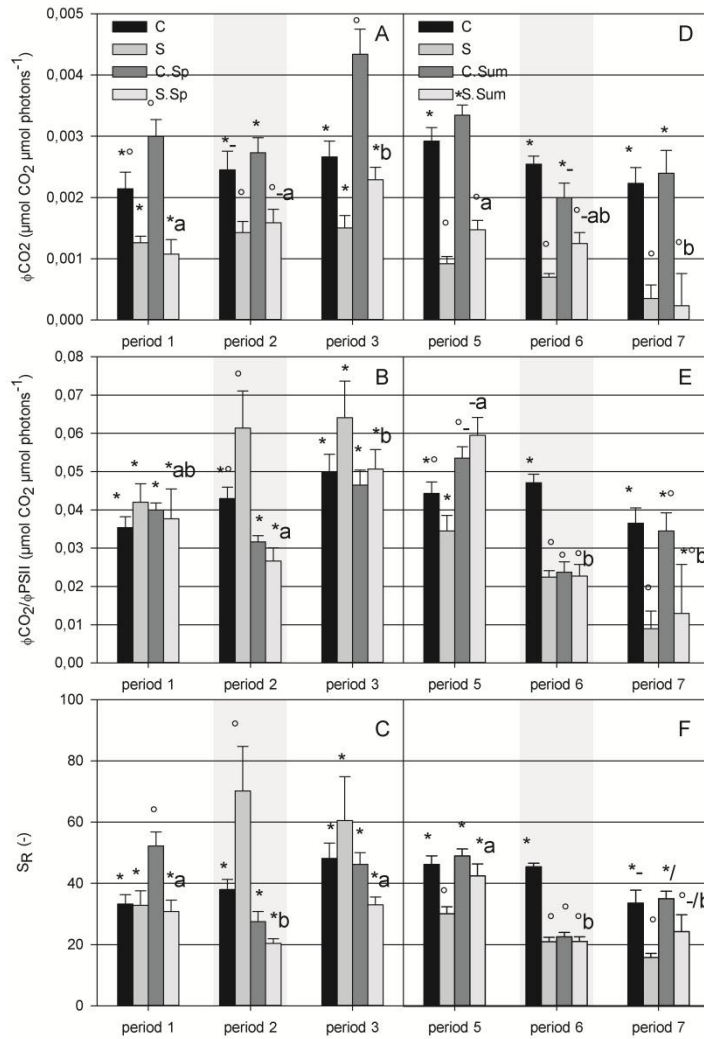 0,005
0,004
0,003
0,002
0,001
0,000
ϕCO2 (µmol CO₂ µmol photons⁻¹)
C
S
C.Sp
S.Sp
A
*° * ° *a
*- ° * °-a
* * ° *b
period 1 period 2 period 3
C
S
C.Sum
S.Sum
D
* ° * °a
* ° *- °-ab
* ° * °b
period 5 period 6 period 7
0,08
0,07
0,06
0,05
0,04
0,03
0,02
0,01
0,00
ϕCO₂/ϕPSII (µmol CO₂ µmol photons⁻¹)
B
* * * *ab
*° ° * *a
* * * *b
period 1 period 2 period 3
E
*° * °- -a
* ° ° °b
* ° *° *°b
period 5 period 6 period 7
100
80
60
40
20
0
S_R (-)
C
* * ° *a
* ° * *b
* * * *a
period 1 period 2 period 3
F
* ° * *a
* ° ° °b
*- ° */ °-/b
period 5 period 6 period 7